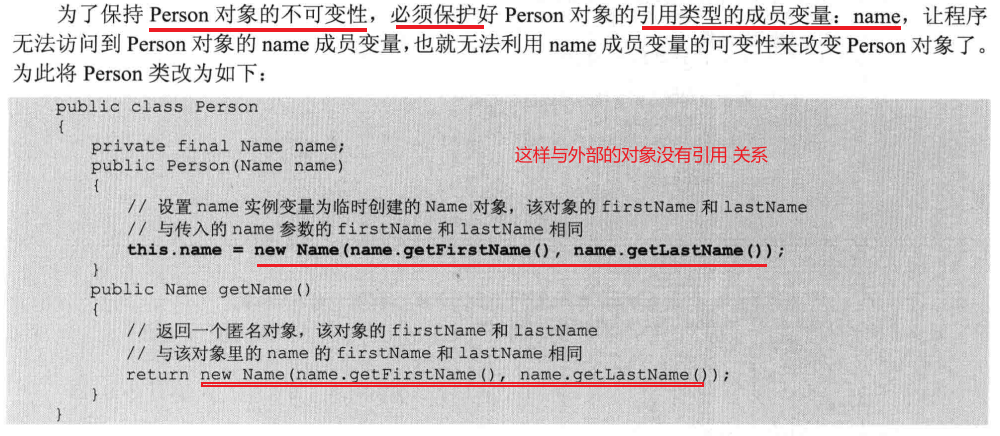 为了保持 Person 对象的不可变性，必须保护好 Person 对象的引用类型的成员变量：name，让程序
无法访问到 Person 对象的 name 成员变量，也就无法利用 name 成员变量的可变性来改变 Person 对象了。
为此将 Person 类改为如下：
public class Person
{
private final Name name;
public Person(Name name)
这样与外部的对象没有引用 关系
{
// 设置 name 实例变量为临时创建的 Name 对象，该对象的 firstName 和 lastName
// 与传入的 name 参数的 firstName 和 lastName 相同
this.name = new Name(name.getFirstName(), name.getLastName());
}
public Name getName()
{
// 返回一个匿名对象，该对象的 firstName 和 lastName
// 与该对象里的 name 的 firstName 和 lastName 相同
return new Name(name.getFirstName(), name.getLastName());
}
}